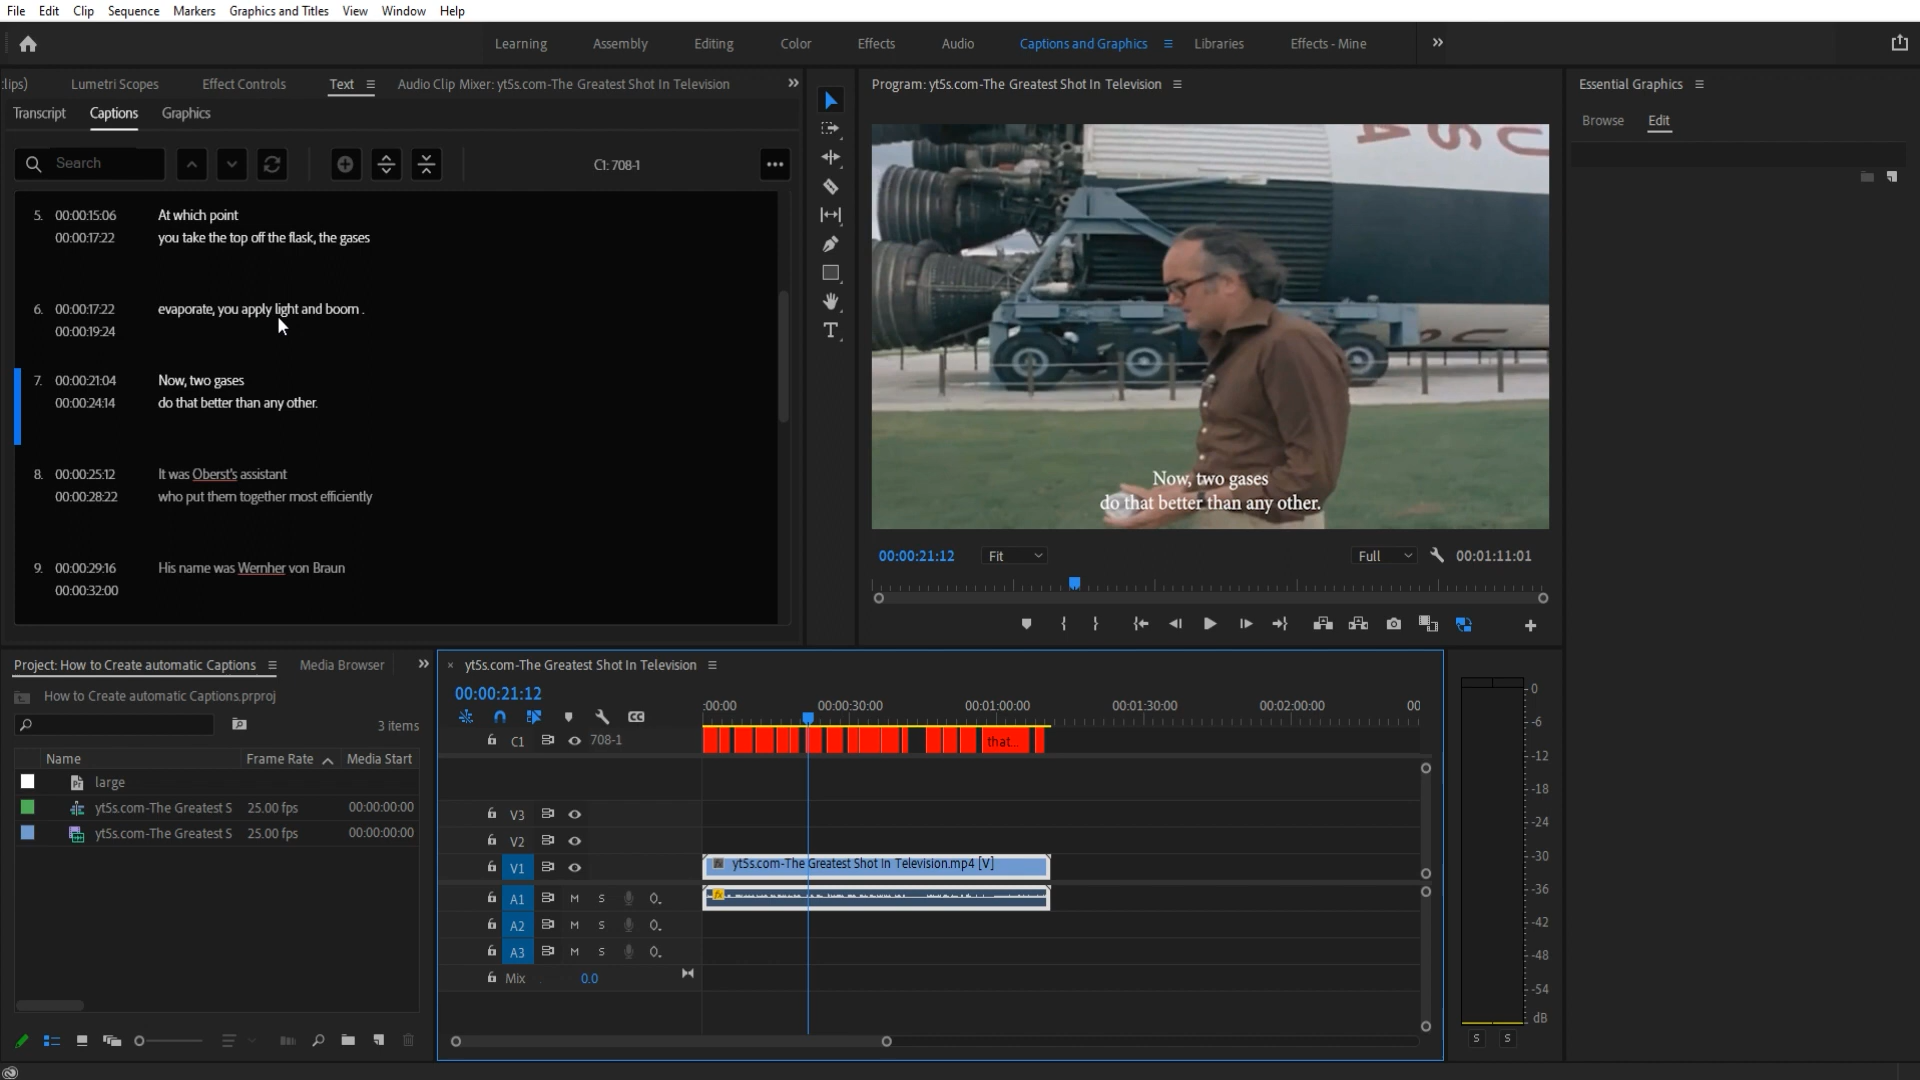 File Edit Clip Sequence Markers Graphics and Titles View Window Help
Learning Assembly Editing Color Effects Audio Captions and Graphics Libraries Effects - Mine
:lips) Lumetri Scopes Effect Controls Text Audio Clip Mixer: yt5s.com-The Greatest Shot In Television
Transcript Captions Graphics
Search
C1: 708-1
5. 00:00:15:06 At which point
00:00:17:22 you take the top off the flask, the gases
6. 00:00:17:22 evaporate, you apply light and boom .
00:00:19:24
7. 00:00:21:04 Now, two gases
00:00:24:14 do that better than any other.
8. 00:00:25:12 It was Oberst's assistant
00:00:28:22 who put them together most efficiently
9. 00:00:29:16 His name was Wernher von Braun
00:00:32:00
Program: yt5s.com-The Greatest Shot In Television
Now, two gases
do that better than any other.
00:00:21:12 Fit Full 00:01:11:01
Essential Graphics
Browse Edit
Project: How to Create automatic Captions Media Browser
How to Create automatic Captions.prproj
3 items
Name Frame Rate Media Start
large
yt5s.com-The Greatest S 25.00 fps 00:00:00:00
yt5s.com-The Greatest S 25.00 fps 00:00:00:00
× yt5s.com-The Greatest Shot In Television
00:00:21:12
:00:00 00:00:30:00 00:01:00:00 00:01:30:00 00:02:00:00 00
C1 708-1 that...
V3
V2
V1 yt5s.com-The Greatest Shot In Television.mp4 [V]
A1 M S fx
A2 M S
A3 M S
Mix 0.0
0
-6
-12
-18
-24
-30
-36
-42
-48
-54
dB
S S